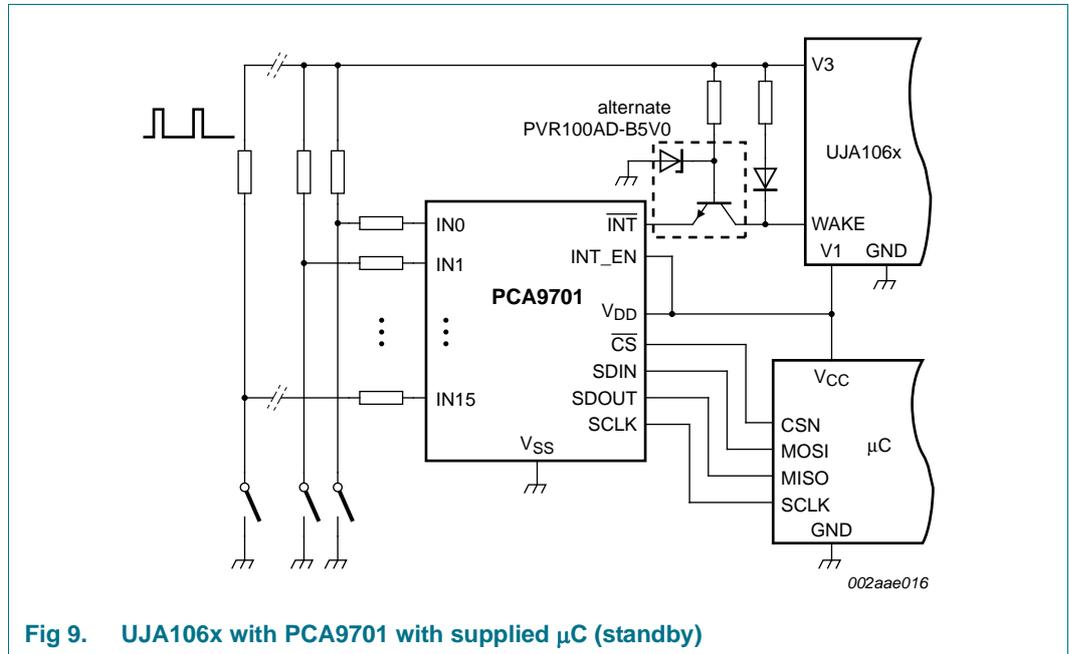 V3
alternate
PVR100AD-B5V0
UJA106x
IN0
INT
WAKE
V1 GND
IN1
INT_EN
PCA9701
VDD
CS
VCC
SDIN
IN15
SDOUT
SCLK
CSN
μC
VSS
MOSI
MISO
SCLK
GND
002aae016
Fig 9. UJA106x with PCA9701 with supplied μC (standby)